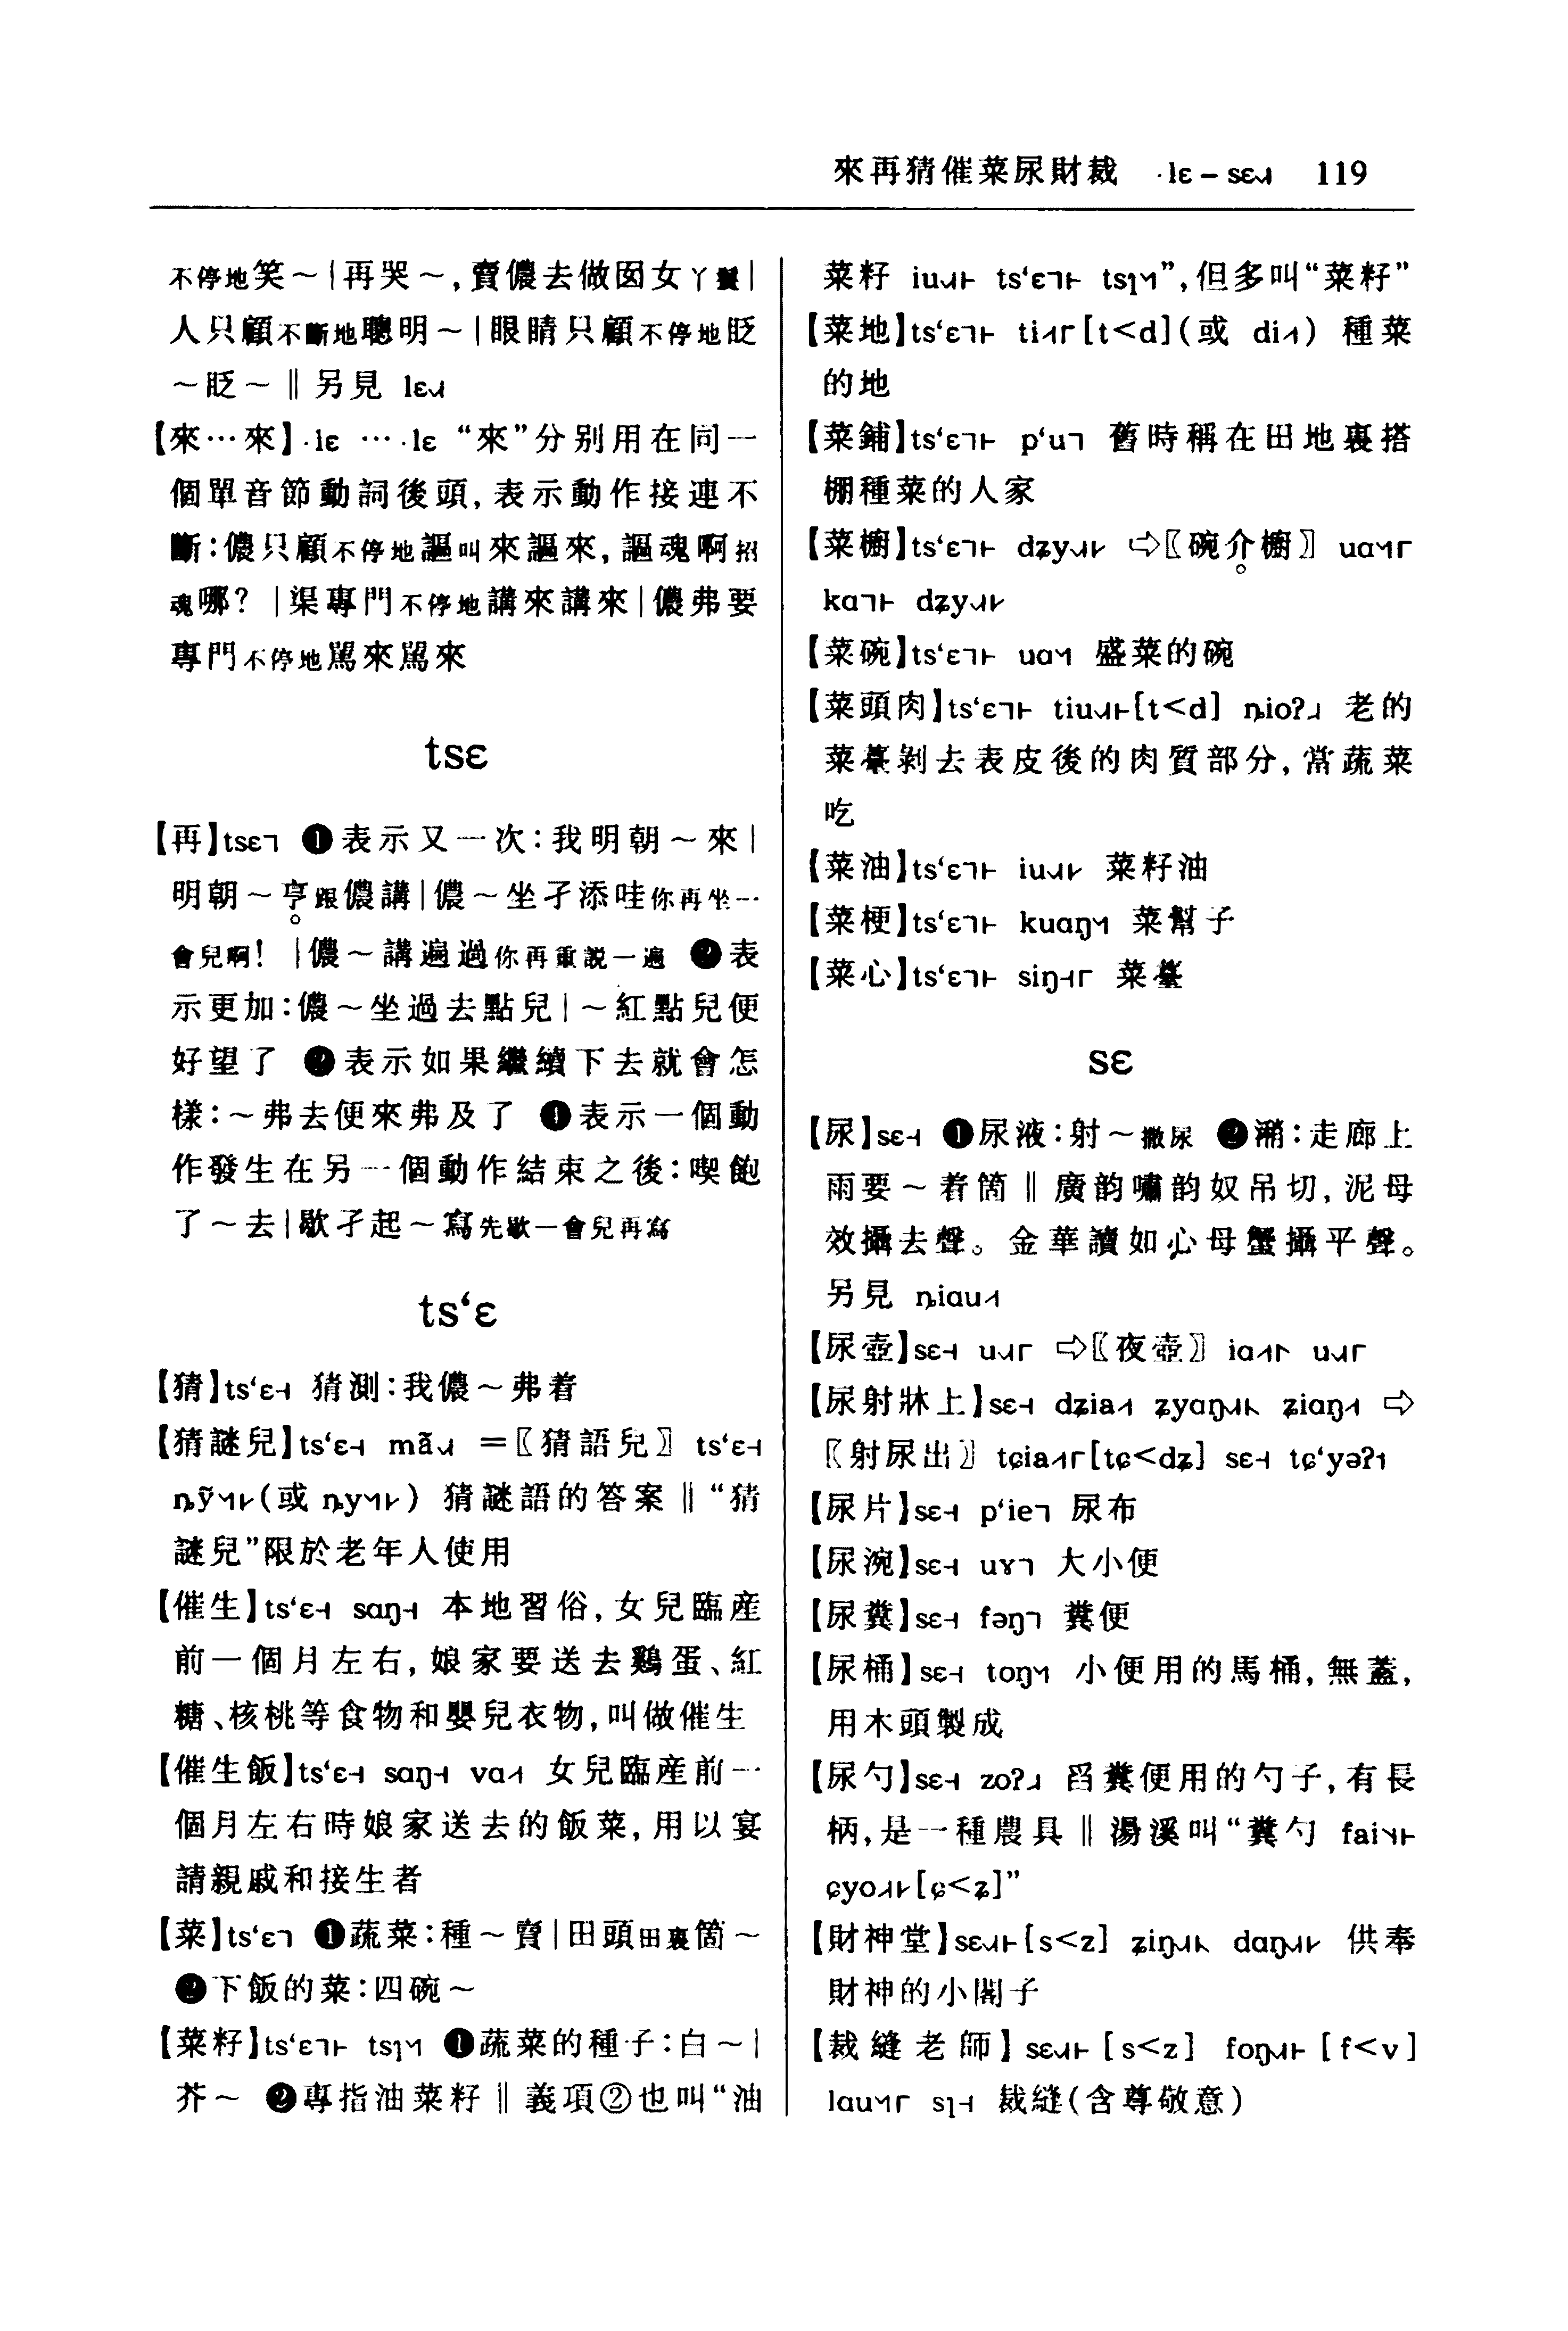 來再猜催菜尿財裁 ·lɛ – sɛ˩˧ 119
不停地笑～|再哭～,賣儂去做囡女丫鬟|
人只顧不斷地聰明～|眼睛只顧不停地眨
～眨～‖另見 lɛ˩˧
【來…來】·lɛ …·lɛ “來”分别用在同一
個單音節動詞後頭,表示動作接連不
斷:儂只顧不停地謳叫來謳來,謳魂啊招
魂哪? |渠專門不停地講來講來|儂弗要
專門不停地駡來駡來
tsɛ
【再】tsɛ˥ ❶表示又一次:我明朝～來|
明朝～亨跟儂講|儂～坐孑添哇你再坐一
會兒啊! |儂～講遍過你再重説一遍 ❷表
示更加:儂～坐過去點兒|～紅點兒便
好望了 ❷表示如果繼續下去就會怎
樣:～弗去便來弗及了 ❹表示一個動
作發生在另一個動作結束之後:喫飽
了～去|歇孑起～寫先歇一會兒再寫
ts‘ɛ
【猜】ts‘ɛ˧ 猜測:我儂～弗着
【猜謎兒】ts‘ɛ˧ mã˩˧ =〖猜語兒〗 ts‘ɛ˧
(或 ) 猜謎語的答案‖“猜
謎兒”限於老年人使用
【催生】ts‘ɛ˧ sɑŋ˧ 本地習俗,女兒臨産
前一個月左右,娘家要送去鷄蛋、紅
糖、核桃等食物和嬰兒衣物,叫做催生
【催生飯】ts‘ɛ˧ sɑŋ˧ vɑ 女兒臨産前一
個月左右時娘家送去的飯菜,用以宴
請親戚和接生者
【菜】ts‘ɛ˥ ❶蔬菜:種～賣|田頭田裏箇～
❷下飯的菜:四碗～
【菜籽】ts‘ɛ tsɿ ❶蔬菜的種子:白～|
芥～ ❷專指油菜籽‖義項②也叫“油
菜籽 iu ts‘ɛ tsɿ”,但多叫“菜籽”
【菜地】ts‘ɛ ti[t<d](或 di) 種菜
的地
【菜鋪】ts‘ɛ p‘u˥ 舊時稱在田地裏搭
棚種菜的人家
【菜櫥】ts‘ɛ dʑy ⇨〖碗介櫥〗 uɑ
kɑ dʑy
【菜碗】ts‘ɛ uɑ 盛菜的碗
【菜頭肉】ts‘ɛ tiu[t<d] ȵioʔ 老的
菜薹剝去表皮後的肉質部分,當蔬菜
吃
【菜油】ts‘ɛ iu 菜籽油
【菜梗】ts‘ɛ kuɑŋ 菜幫子
【菜心】ts‘ɛ siŋ 菜薹
sɛ
【尿】sɛ˧ ❶尿液:射～撒尿 ❷潲:走廊上
雨要～着箇‖廣韵嘯韵奴吊切,泥母
效攝去聲。金華讀如心母蟹攝平聲。
另見 ȵiɑu
【尿壺】sɛ˧ u ⇨〖夜壺〗 iɑ u
【尿射牀上】sɛ˧ dʑiɑ ʑyɑŋ ʑiɑŋ ⇨
〖射尿出〗 tɕiɑ[tɕ<dʑ] sɛ˧ tɕ‘yəʔ
【尿片】sɛ˧ p‘ie˥ 尿布
【尿涴】sɛ˧ uɤ˥ 大小便
【尿糞】sɛ˧ fəŋ˥ 糞便
【尿桶】sɛ˧ toŋ 小便用的馬桶,無蓋,
用木頭製成
【尿勺】sɛ˧ zoʔ 舀糞便用的勺子,有長
柄,是一種農具‖湯溪叫“糞勺 fai
ɕyo[ɕ<ʑ]”
【財神堂】sɛ[s<z] ʑiŋ dɑŋ 供奉
財神的小閣子
【裁縫老師】sɛ[s<z] foŋ[f<v]
lɑu sɿ˧ 裁縫(含尊敬意)